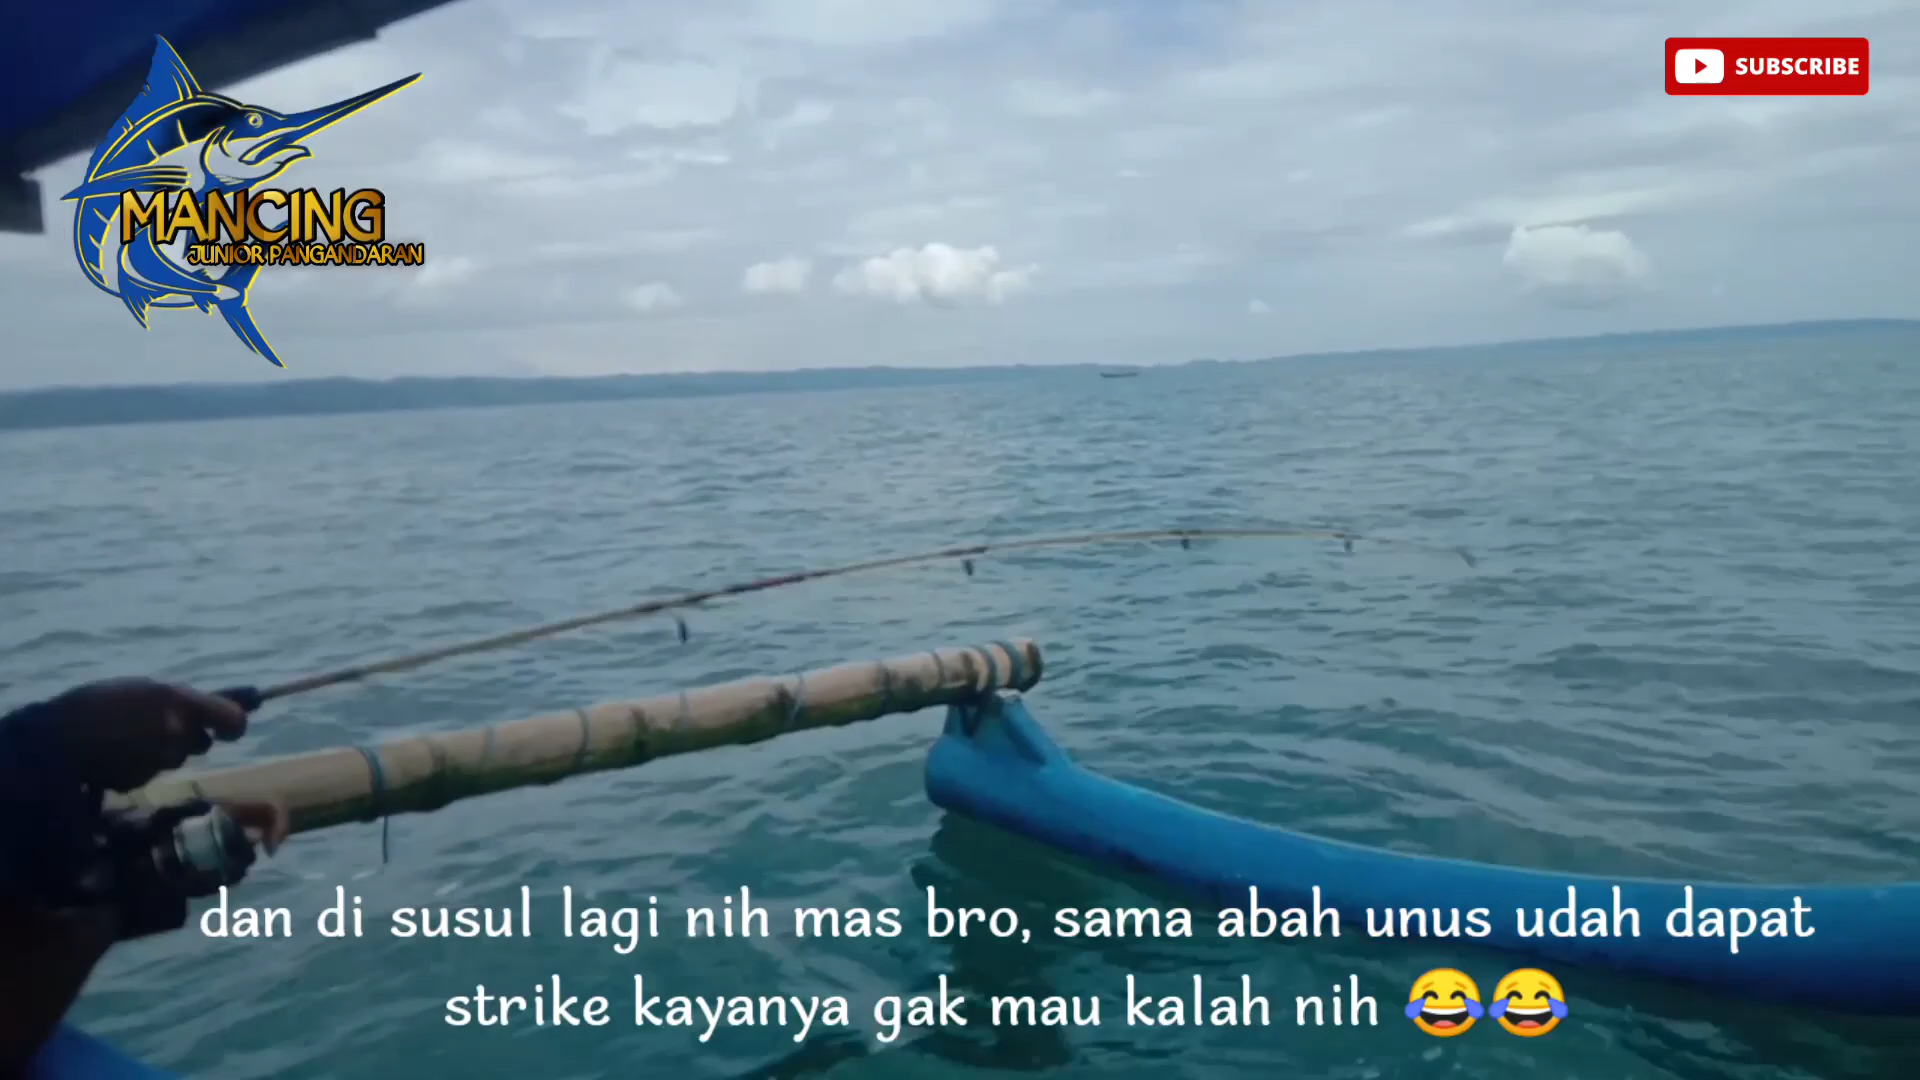 MANCING
JUNIOR PANGANDARAN
SUBSCRIBE
dan di susul lagi nih mas bro, sama abah unus udah dapat
strike kayanya gak mau kalah nih 😂😂